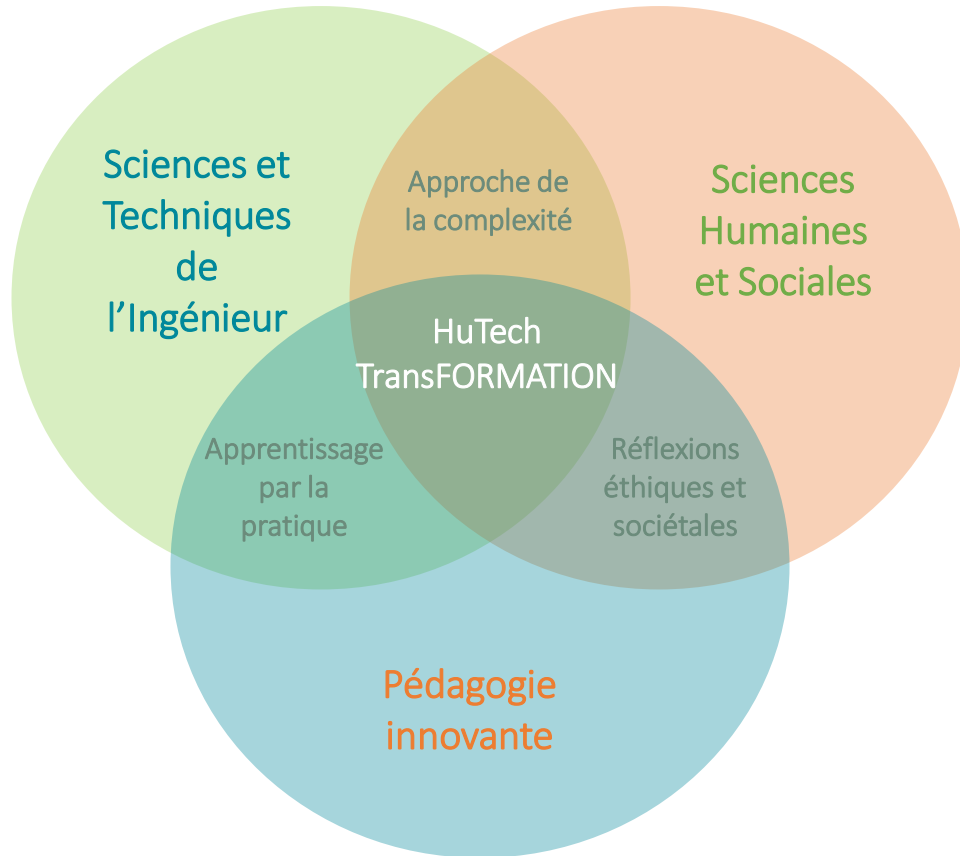 Sciences et
Techniques
de
l’Ingénieur
Approche de
la complexité
Sciences
Humaines
et Sociales
HuTech
TransFORMATION
Apprentissage
par la
pratique
Réflexions
éthiques et
sociétales
Pédagogie
innovante